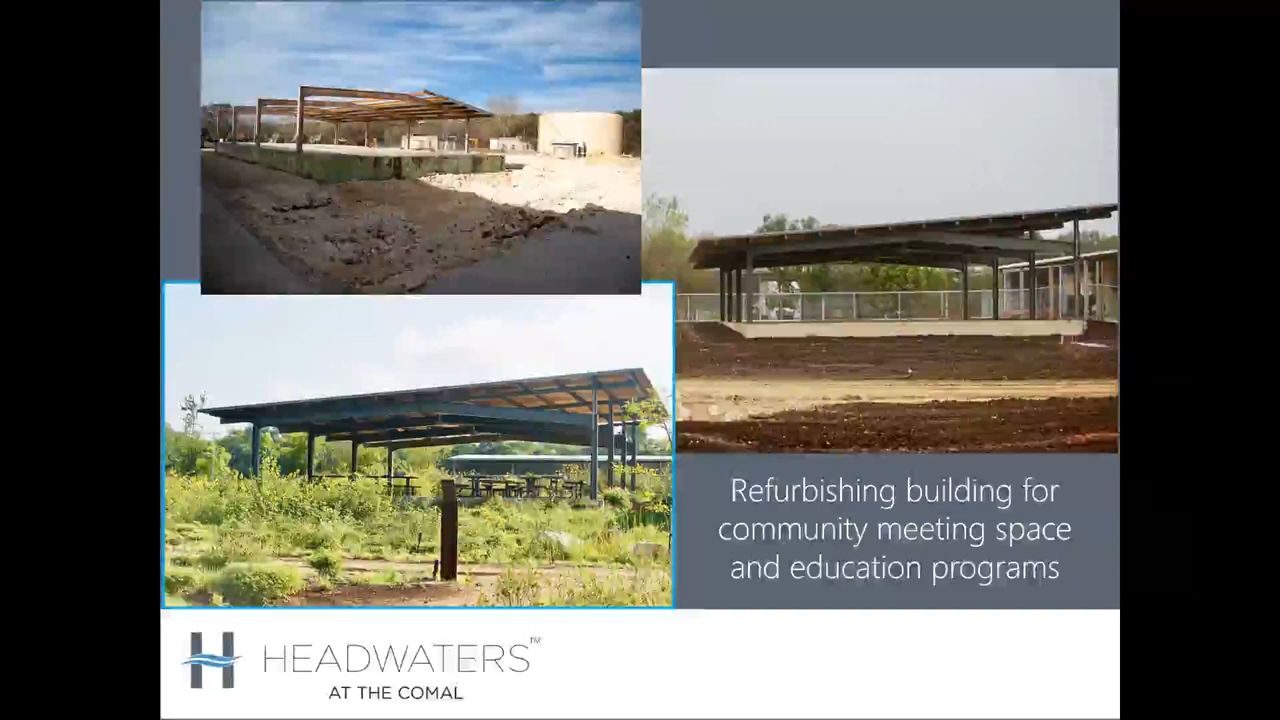 Refurbishing building for
community meeting space
and education programs
HEADWATERS™
AT THE COMAL